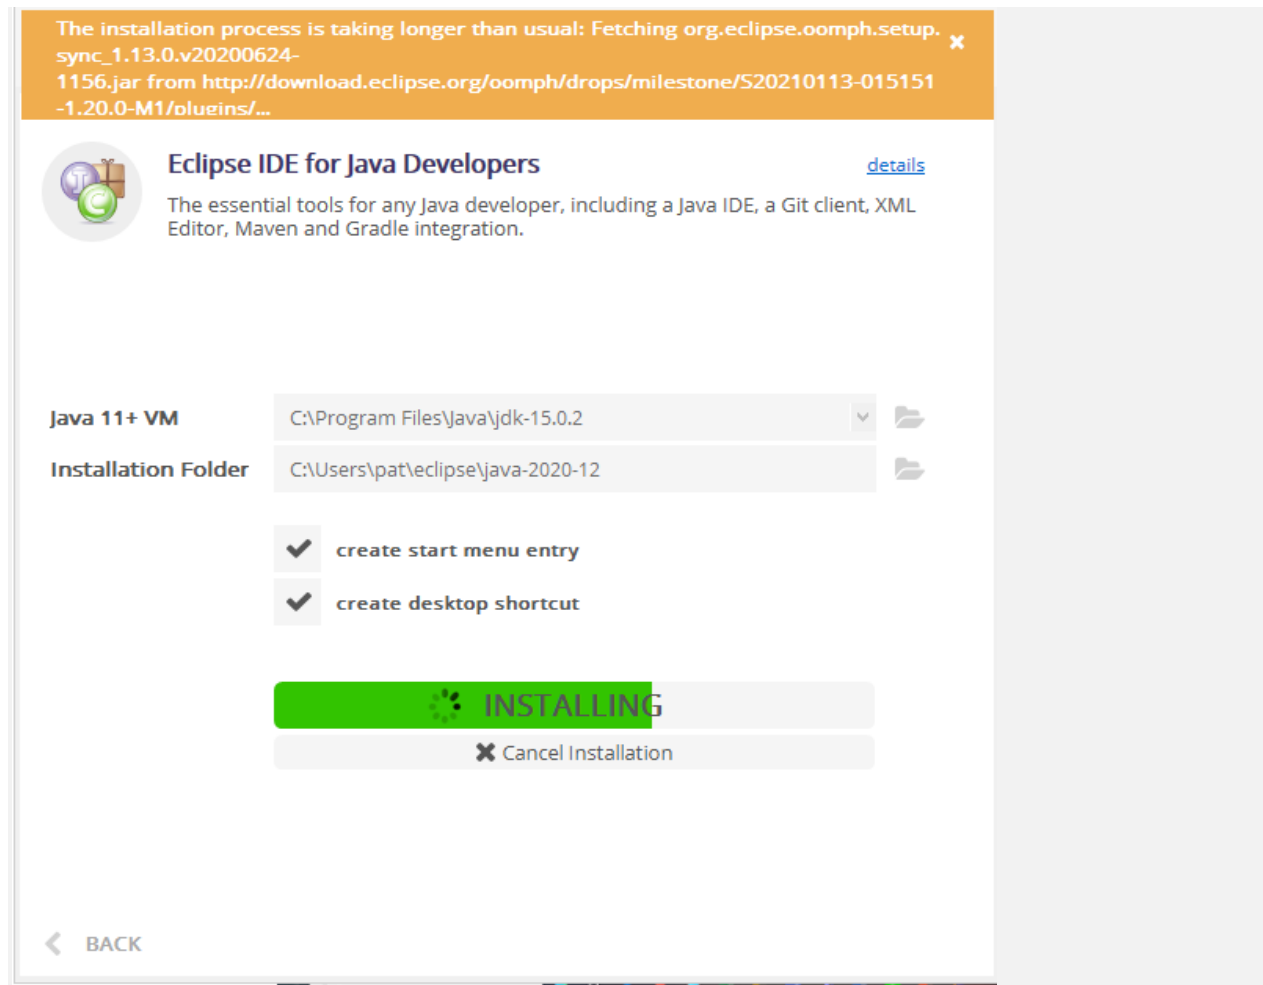 The installation process is taking longer than usual: Fetching org.eclipse.oomph.setup.
sync_1.13.0.v20200624-
1156.jar from http://download.eclipse.org/oomph/drops/milestone/S20210113-015151
-1.20.0-M1/plugins/...
Eclipse IDE for Java Developers
details
The essential tools for any Java developer, including a Java IDE, a Git client, XML
Editor, Maven and Gradle integration.
Java 11+ VM
C:\Program Files\Java\jdk-15.0.2
Installation Folder
C:\Users\pat\eclipse\java-2020-12
create start menu entry
create desktop shortcut
INSTALLING
Cancel Installation
BACK